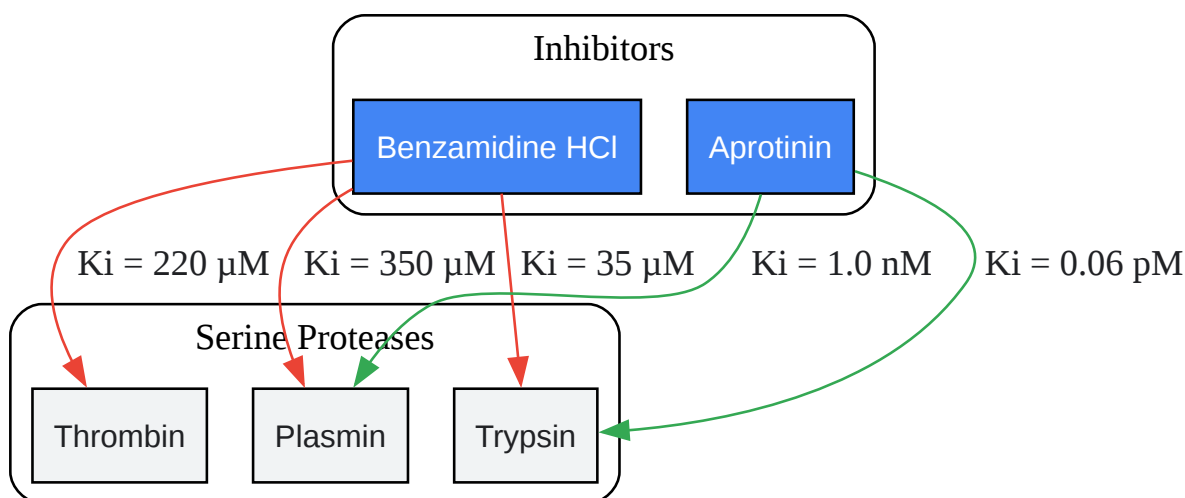 Inhibitors
Benzamidine HCl
Aprotinin
Ki = 220 µM
Ki = 350 µM
Ki = 35 µM
Ki = 1.0 nM
Ki = 0.06 pM
Serine Proteases
Thrombin
Plasmin
Trypsin